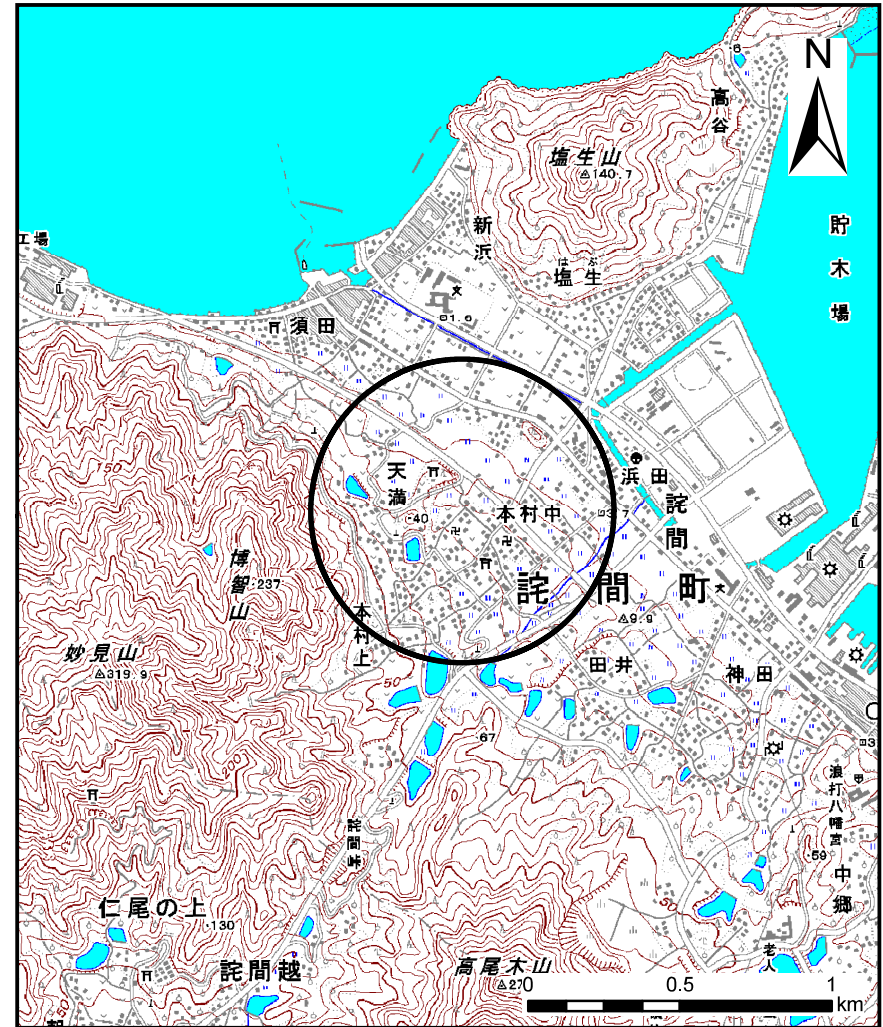 N
高谷
塩生山
140.7
貯木場
新浜
はぶ
塩生
工場
1.6
須田
150
天満
浜田
本村中
3.7
詫間
40
詫間町
博智山
237
9.9
本村上
妙見山
319.9
田井
神田
50
67
200
浪打八幡宮
詫間峠
59
中郷
50
仁尾の上
130
詫間越
高尾木山
老人
50
0 0.5 1
km